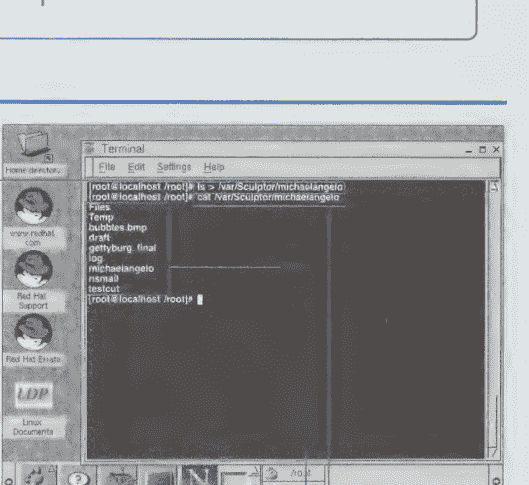 Terminal
File Edit Settings Help
Home directory
[root@localhost /root]# ls > /var/Sculptor/michaelangelo
[root@localhost /root]# cat /var/Sculptor/michaelangelo
Files
Temp
bubbles.bmp
draft
gettyburg. final
log
michaelangelo
nsmail
testcut
[root@localhost /root]#
www.redhat
com
Red Hat
Support
Red Hat Errata
LDP
Linux
Documents
N
?
/root